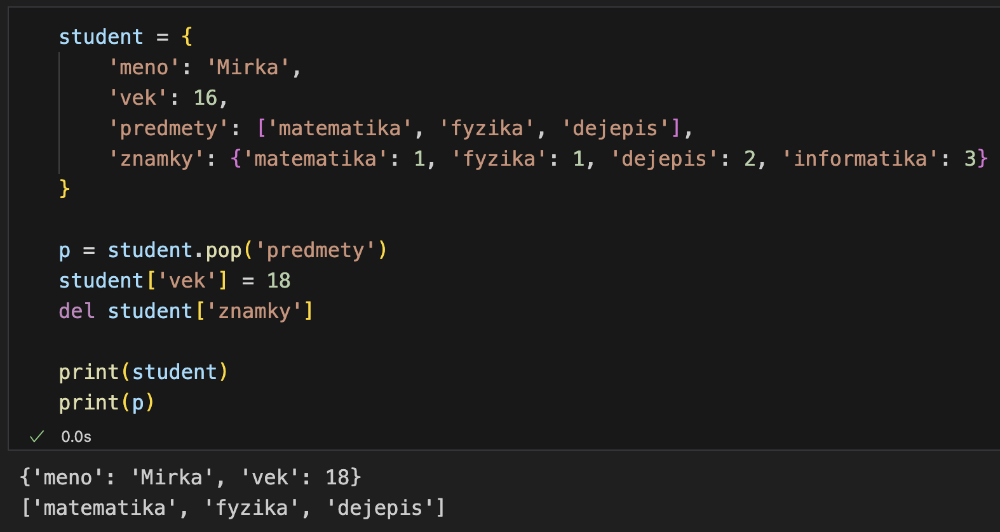 student = {
    'meno': 'Mirka',
    'vek': 16,
    'predmety': ['matematika', 'fyzika', 'dejepis'],
    'znamky': {'matematika': 1, 'fyzika': 1, 'dejepis': 2, 'informatika': 3}
}
p = student.pop('predmety')
student['vek'] = 18
del student['znamky']
print(student)
print(p)
0.0s
{'meno': 'Mirka', 'vek': 18}
['matematika', 'fyzika', 'dejepis']